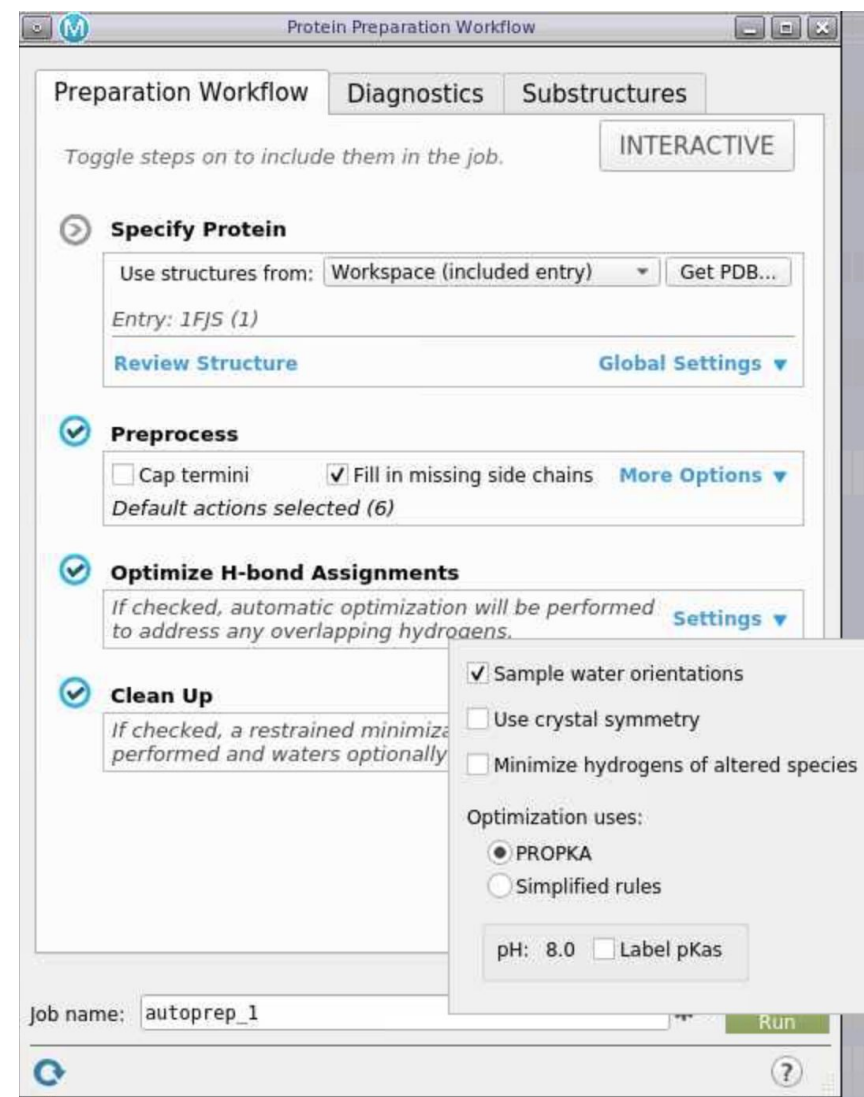 M Protein Preparation Workflow
Preparation Workflow Diagnostics Substructures
Toggle steps on to include them in the job. INTERACTIVE
Specify Protein
Use structures from: Workspace (included entry) Get PDB...
Entry: 1FJS (1)
Review Structure Global Settings
Preprocess
Cap termini Fill in missing side chains More Options
Default actions selected (6)
Optimize H-bond Assignments
If checked, automatic optimization will be performed
to address any overlapping hydrogens. Settings
Clean Up
If checked, a restrained minimiza
performed and waters optionally
Sample water orientations
Use crystal symmetry
Minimize hydrogens of altered species
Optimization uses:
PROPKA
Simplified rules
pH: 8.0 Label pKas
Job name: autoprep_1 Run
?